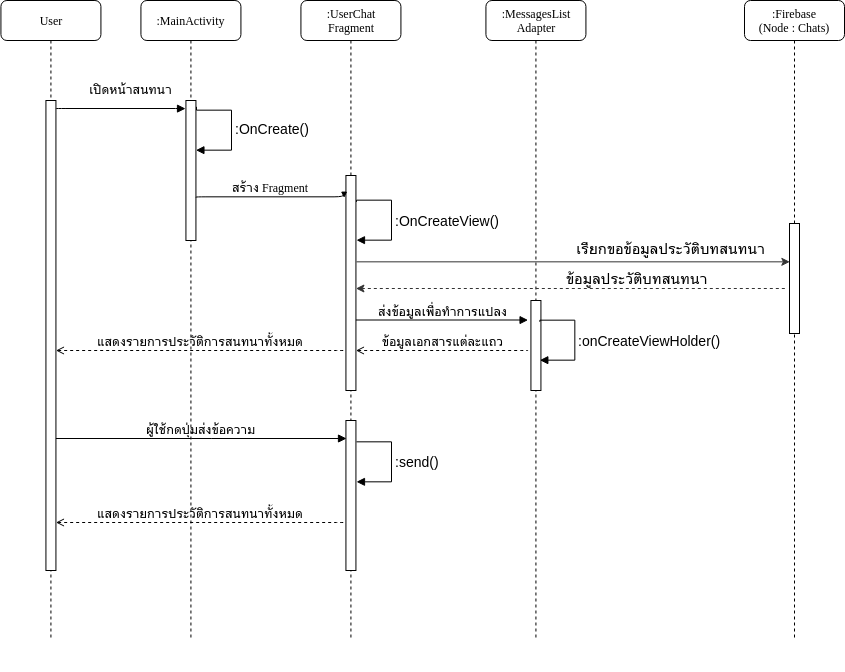 User
:MainActivity
:UserChat
Fragment
:MessagesList
Adapter
:Firebase
(Node : Chats)
เปิดหน้าสนทนา
:OnCreate()
สร้าง Fragment
:OnCreateView()
เรียกขอข้อมูลประวัติบทสนทนา
ข้อมูลประวัติบทสนทนา
ส่งข้อมูลเพื่อทำการแปลง
:onCreateViewHolder()
ข้อมูลเอกสารแต่ละแถว
แสดงรายการประวัติการสนทนาทั้งหมด
ผู้ใช้กดปุ่มส่งข้อความ
:send()
แสดงรายการประวัติการสนทนาทั้งหมด